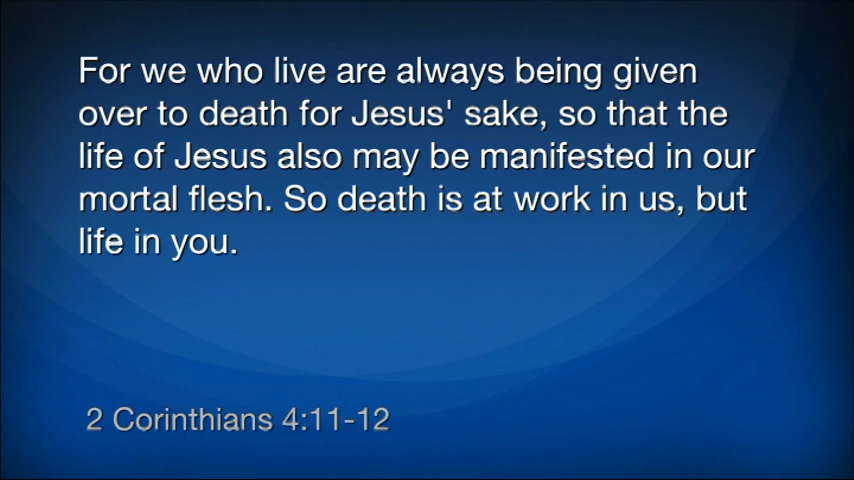 For we who live are always being given
over to death for Jesus' sake, so that the
life of Jesus also may be manifested in our
mortal flesh. So death is at work in us, but
life in you.
2 Corinthians 4:11-12